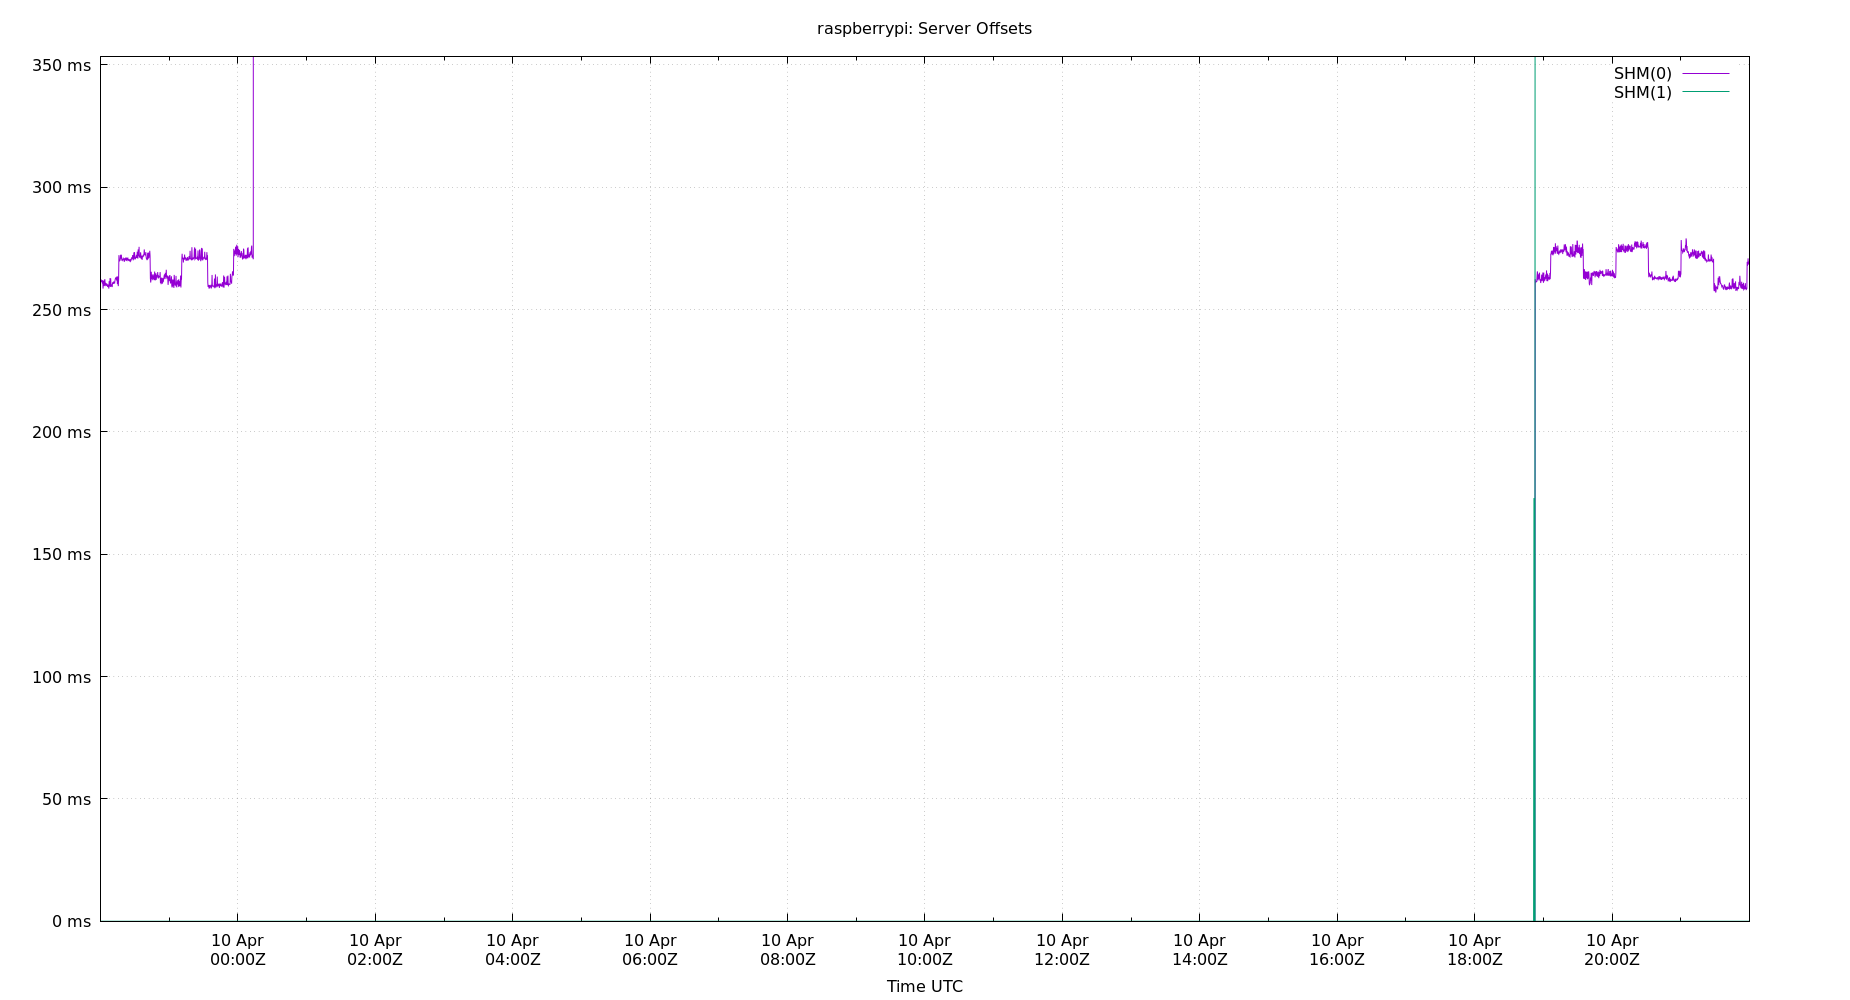 raspberrypi: Server Offsets
350 ms
300 ms
250 ms
200 ms
150 ms
100 ms
50 ms
0 ms
SHM(0)
SHM(1)
10 Apr 10 Apr 10 Apr 10 Apr 10 Apr 10 Apr 10 Apr 10 Apr 10 Apr 10 Apr 10 Apr
00:00Z 02:00Z 04:00Z 06:00Z 08:00Z 10:00Z 12:00Z 14:00Z 16:00Z 18:00Z 20:00Z
Time UTC